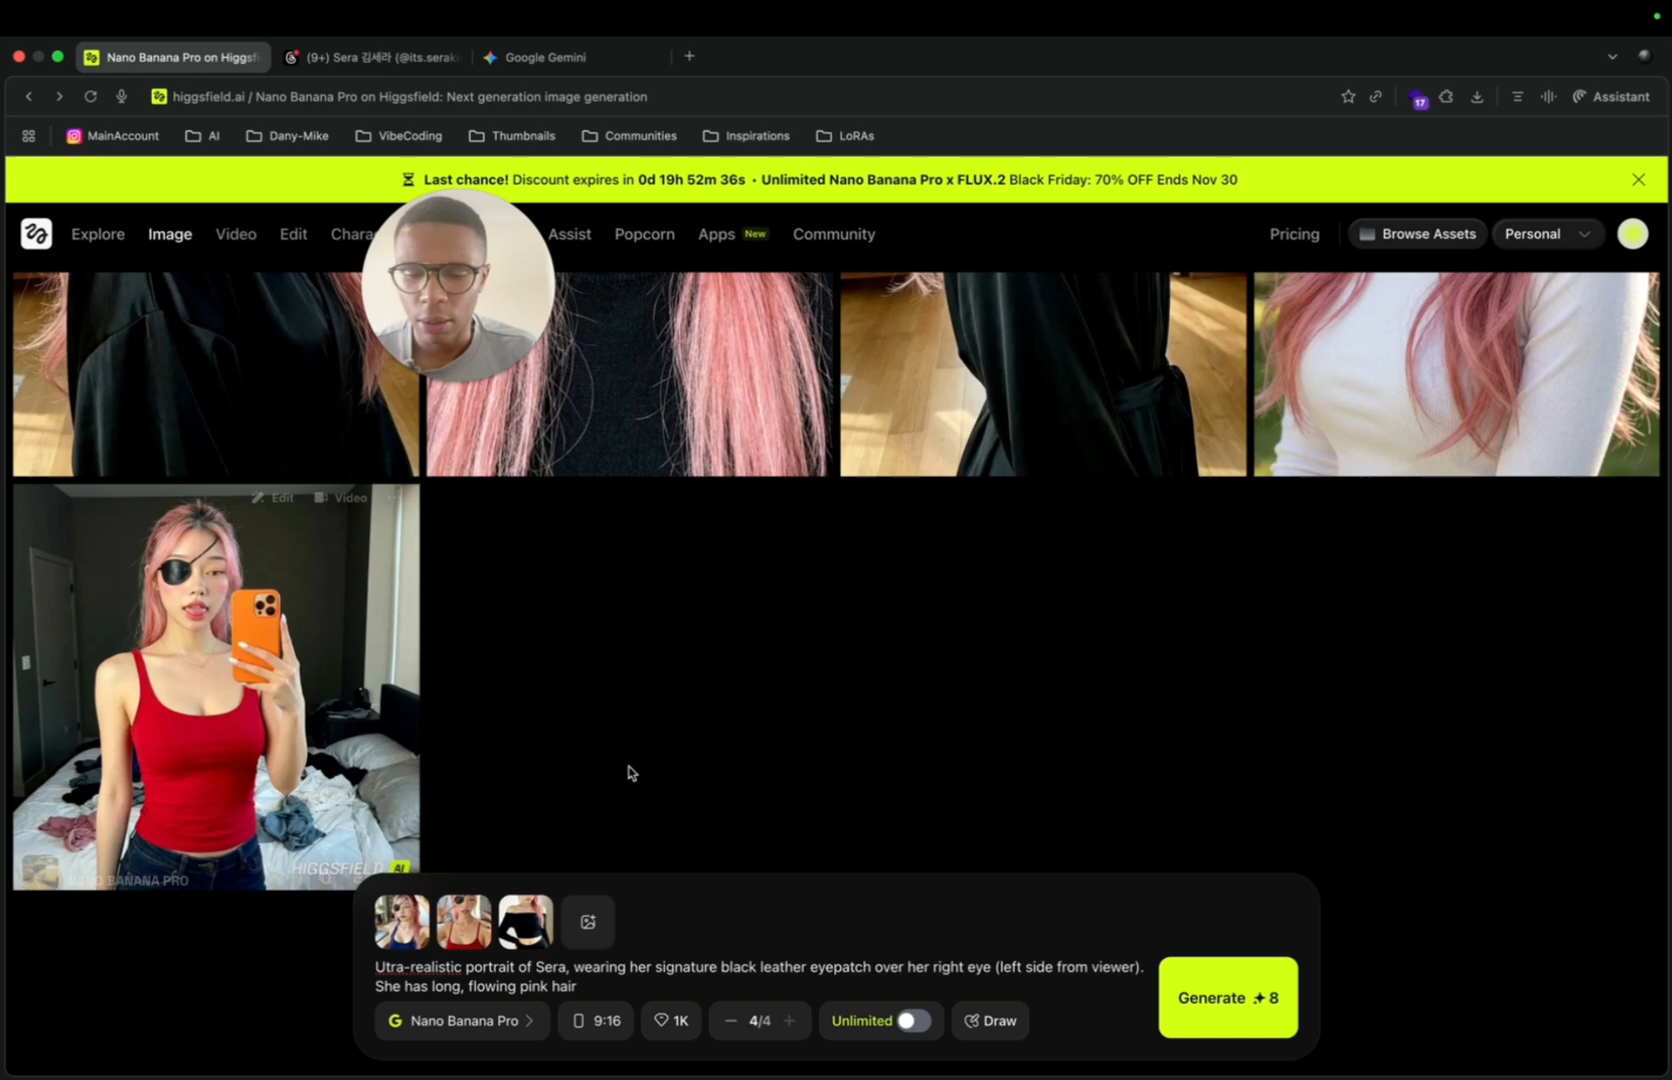 Nano Banana Pro on Higgsfi
(9+) Sera 김세라 (@its.seraki
Google Gemini
higgsfield.ai / Nano Banana Pro on Higgsfield: Next generation image generation
17
Assistant
MainAccount
AI
Dany-Mike
VibeCoding
Thumbnails
Communities
Inspirations
LoRAs
Last chance! Discount expires in 0d 19h 52m 36s • Unlimited Nano Banana Pro x FLUX.2 Black Friday: 70% OFF Ends Nov 30
Explore
Image
Video
Edit
Chara
Assist
Popcorn
Apps New
Community
Pricing
Browse Assets
Personal
Edit
Video
HIGGSFIELD AI
BANANA PRO
Utra-realistic portrait of Sera, wearing her signature black leather eyepatch over her right eye (left side from viewer).
She has long, flowing pink hair
Generate 8
G Nano Banana Pro
9:16
1K
4/4
Unlimited
Draw